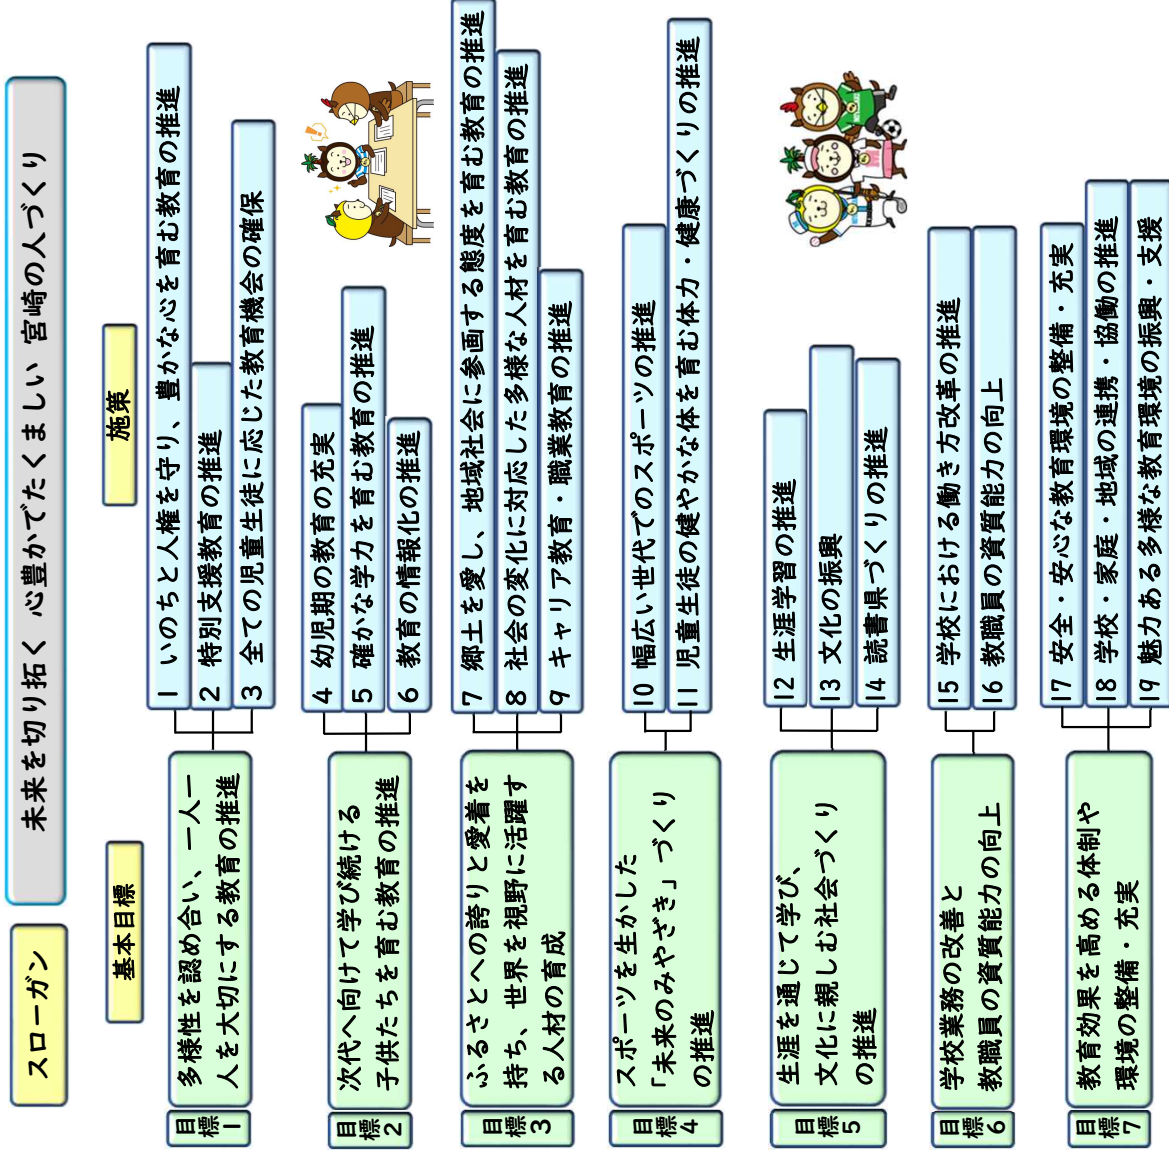 スローガン
未来を切り拓く 心豊かでたくましい 宮崎の人づくり
基本目標
施策
目標1
多様性を認め合い、一人一
人を大切にする教育の推進
1 いのちと人権を守り、豊かな心を育む教育の推進
2 特別支援教育の推進
3 全ての児童生徒に応じた教育機会の確保
目標2
次代へ向けて学び続ける
子供たちを育む教育の推進
4 幼児期の教育の充実
5 確かな学力を育む教育の推進
6 教育の情報化の推進
目標3
ふるさとへの誇りと愛着を
持ち、世界を視野に活躍す
る人材の育成
7 郷土を愛し、地域社会に参画する態度を育む教育の推進
8 社会の変化に対応した多様な人材を育む教育の推進
9 キャリア教育・職業教育の推進
目標4
スポーツを生かした
「未来のみやざき」づくり
の推進
10 幅広い世代でのスポーツの推進
11 児童生徒の健やかな体を育む体力・健康づくりの推進
目標5
生涯を通じて学び、
文化に親しむ社会づくり
の推進
12 生涯学習の推進
13 文化の振興
14 読書県づくりの推進
目標6
学校業務の改善と
教職員の資質能力の向上
15 学校における働き方改革の推進
16 教職員の資質能力の向上
目標7
教育効果を高める体制や
環境の整備・充実
17 安全・安心な教育環境の整備・充実
18 学校・家庭・地域の連携・協働の推進
19 魅力ある多様な教育環境の振興・支援